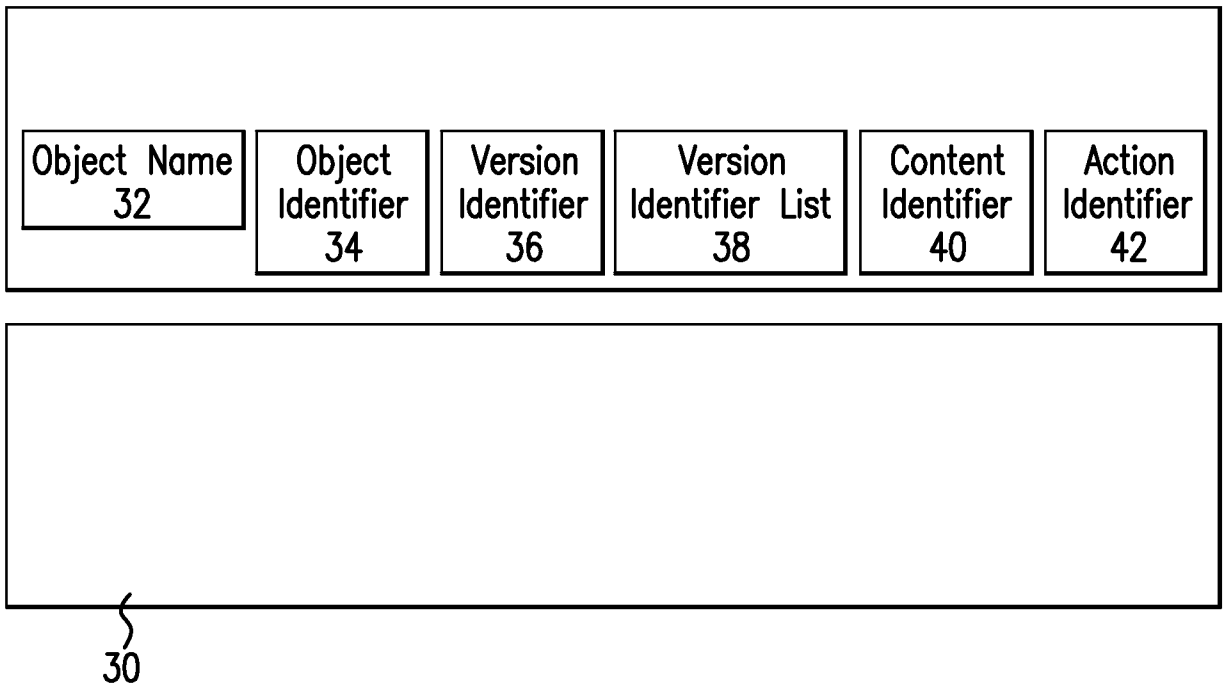 Object Name
32
Object
Identifier
34
Version
Identifier
36
Version
Identifier List
38
Content
Identifier
40
Action
Identifier
42
30